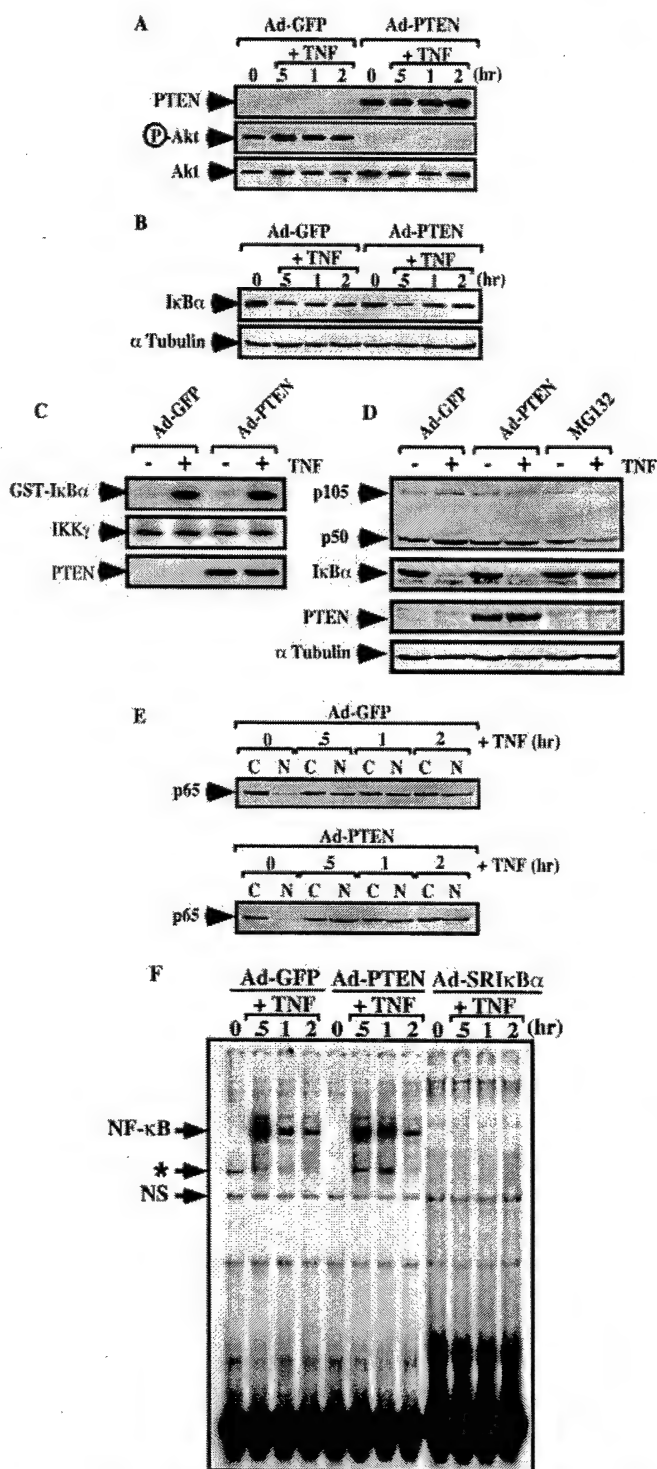 A
Ad-GFP Ad-PTEN
+ TNF + TNF
0 .5 1 2 0 .5 1 2 (hr)
PTEN
P-Akt
Akt
B
Ad-GFP Ad-PTEN
+ TNF + TNF
0 .5 1 2 0 .5 1 2 (hr)
IκBα
α Tubulin
C
Ad-GFP Ad-PTEN
- + - + TNF
GST-IκBα
IKKγ
PTEN
D
Ad-GFP Ad-PTEN MG132
- + - + - + TNF
p105
p50
IκBα
PTEN
α Tubulin
E
Ad-GFP
0 .5 1 2 + TNF (hr)
C N C N C N C N
p65
Ad-PTEN
0 .5 1 2 + TNF (hr)
C N C N C N C N
p65
F
Ad-GFP Ad-PTEN Ad-SRIκBα
+ TNF + TNF + TNF
0 .5 1 2 0 .5 1 2 0 .5 1 2 (hr)
NF-κB
*
NS